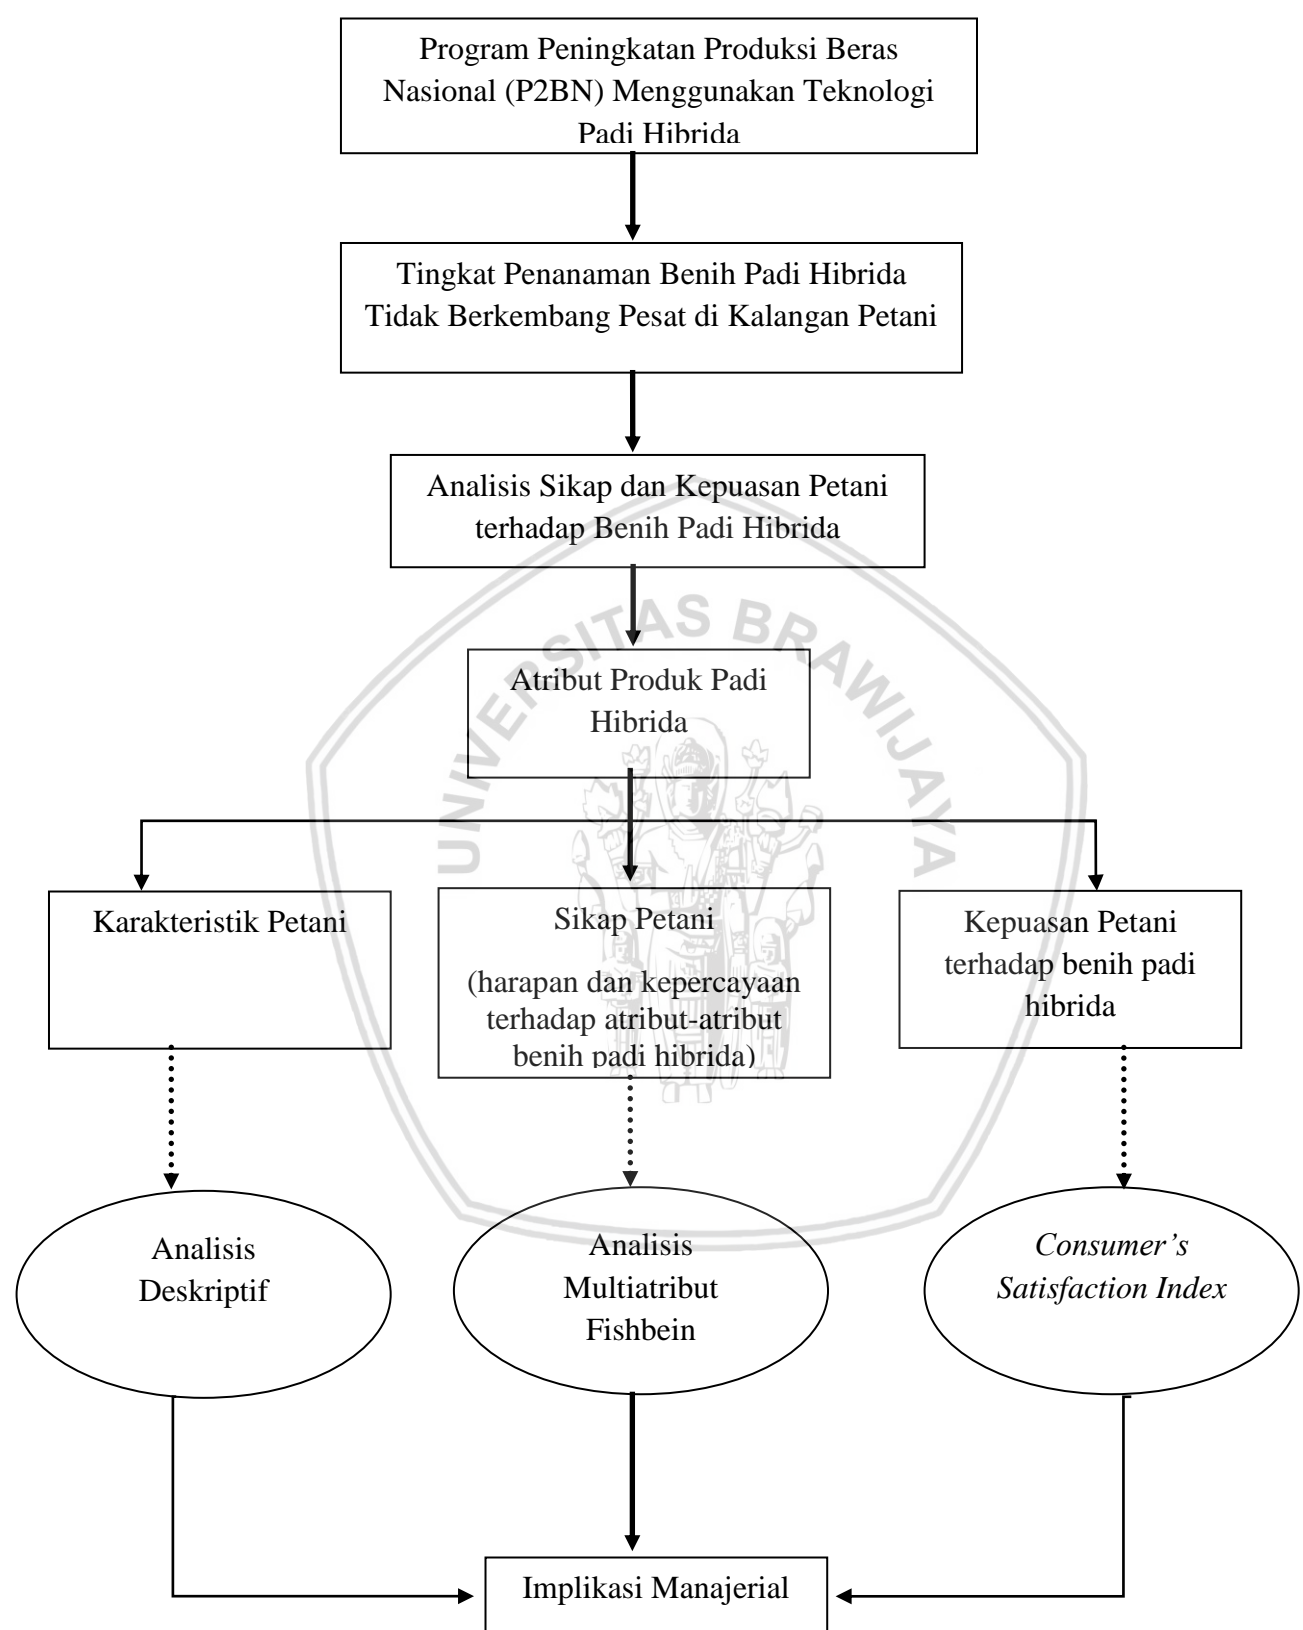 Program Peningkatan Produksi Beras
Nasional (P2BN) Menggunakan Teknologi
Padi Hibrida
Tingkat Penanaman Benih Padi Hibrida
Tidak Berkembang Pesat di Kalangan Petani
Analisis Sikap dan Kepuasan Petani
terhadap Benih Padi Hibrida
UNIVERSITAS BRAWIJAYA
Atribut Produk Padi
Hibrida
Karakteristik Petani
Sikap Petani
(harapan dan kepercayaan
terhadap atribut-atribut
benih padi hibrida)
Kepuasan Petani
terhadap benih padi
hibrida
Analisis
Deskriptif
Analisis
Multiatribut
Fishbein
Consumer’s
Satisfaction Index
Implikasi Manajerial